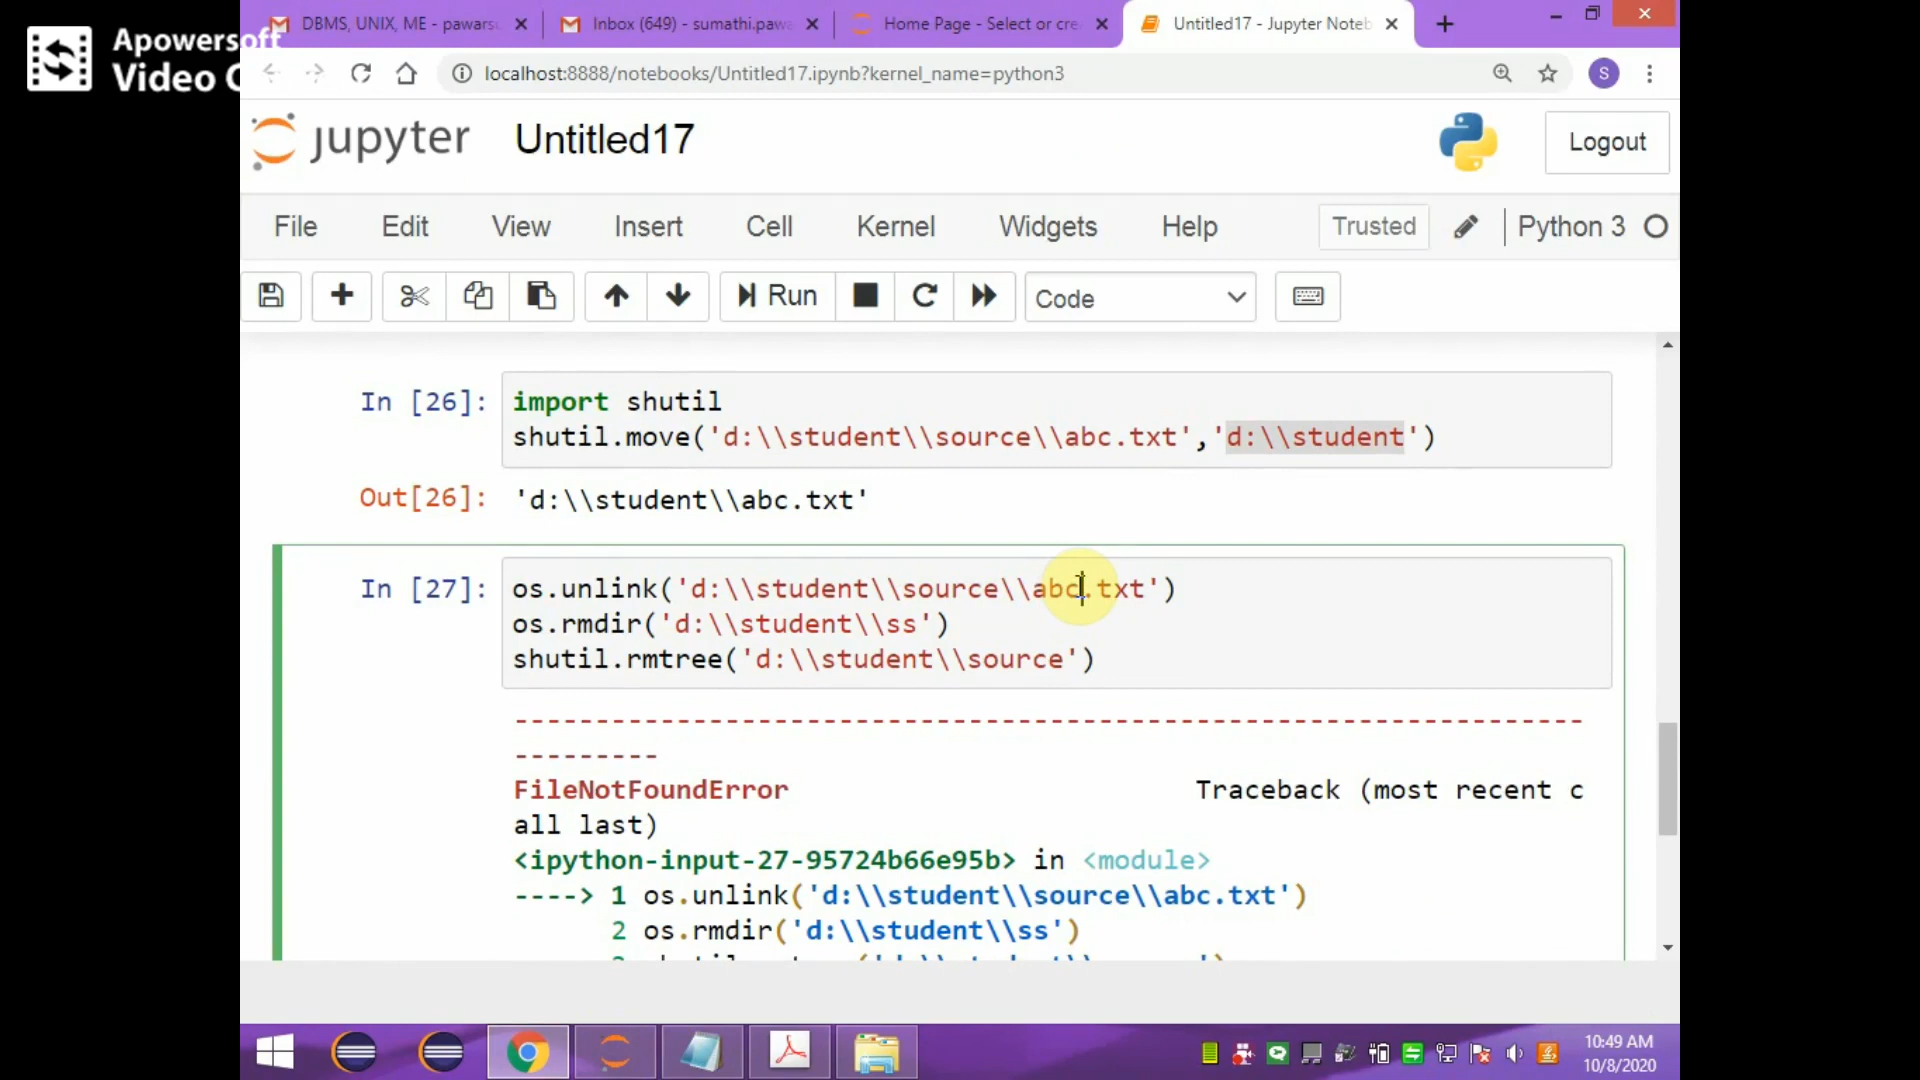 Apowersoft
Video C
DBMS, UNIX, ME - pawars
Inbox (649) - sumathi.pawa
Home Page - Select or cre
Untitled17 - Jupyter Noteb
localhost:8888/notebooks/Untitled17.ipynb?kernel_name=python3
S
jupyter Untitled17
Logout
File Edit View Insert Cell Kernel Widgets Help Trusted Python 3
Run Code
In [26]: import shutil
shutil.move('d:\\student\\source\\abc.txt','d:\\student')
Out[26]: 'd:\\student\\abc.txt'
In [27]: os.unlink('d:\\student\\source\\abc.txt')
os.rmdir('d:\\student\\ss')
shutil.rmtree('d:\\student\\source')
---------------------------------------------------------------------------
FileNotFoundError Traceback (most recent c
all last)
<ipython-input-27-95724b66e95b> in <module>
----> 1 os.unlink('d:\\student\\source\\abc.txt')
2 os.rmdir('d:\\student\\ss')
10:49 AM
10/8/2020